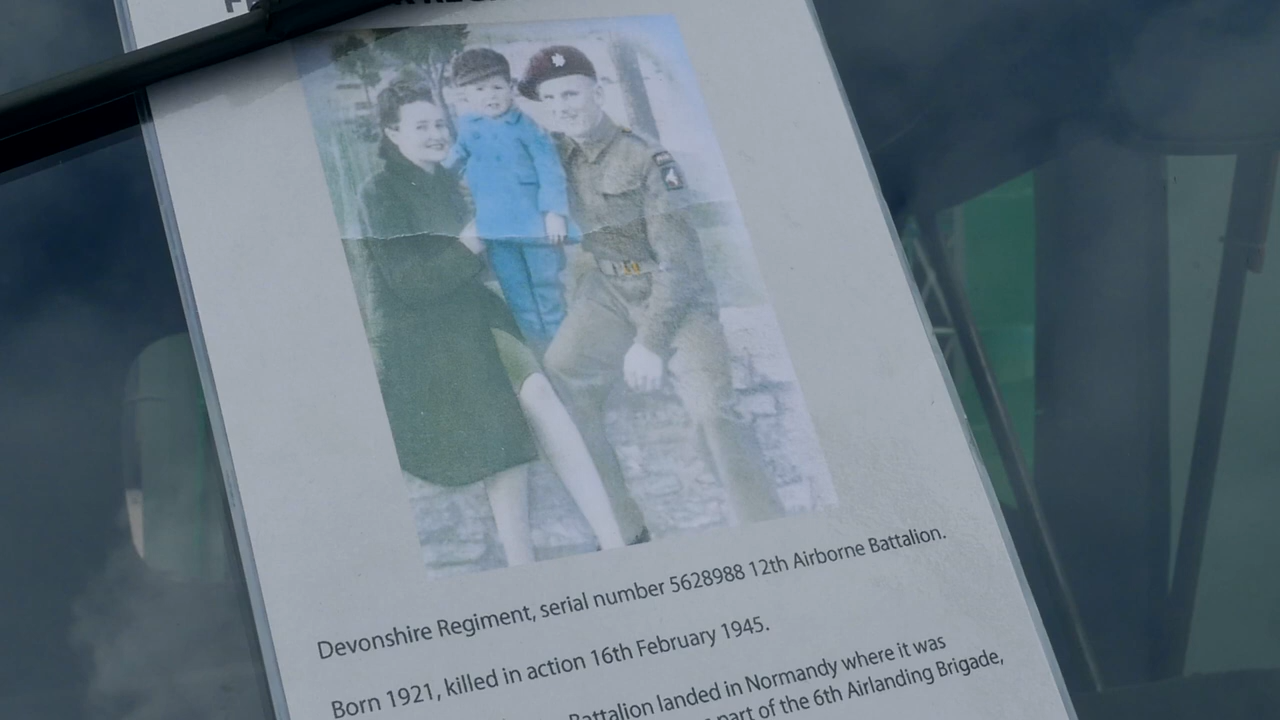 Devonshire Regiment, serial number 5628988 12th Airborne Battalion.
Born 1921, killed in action 16th February 1945.
Battalion landed in Normandy where it was
part of the 6th Airlanding Brigade,